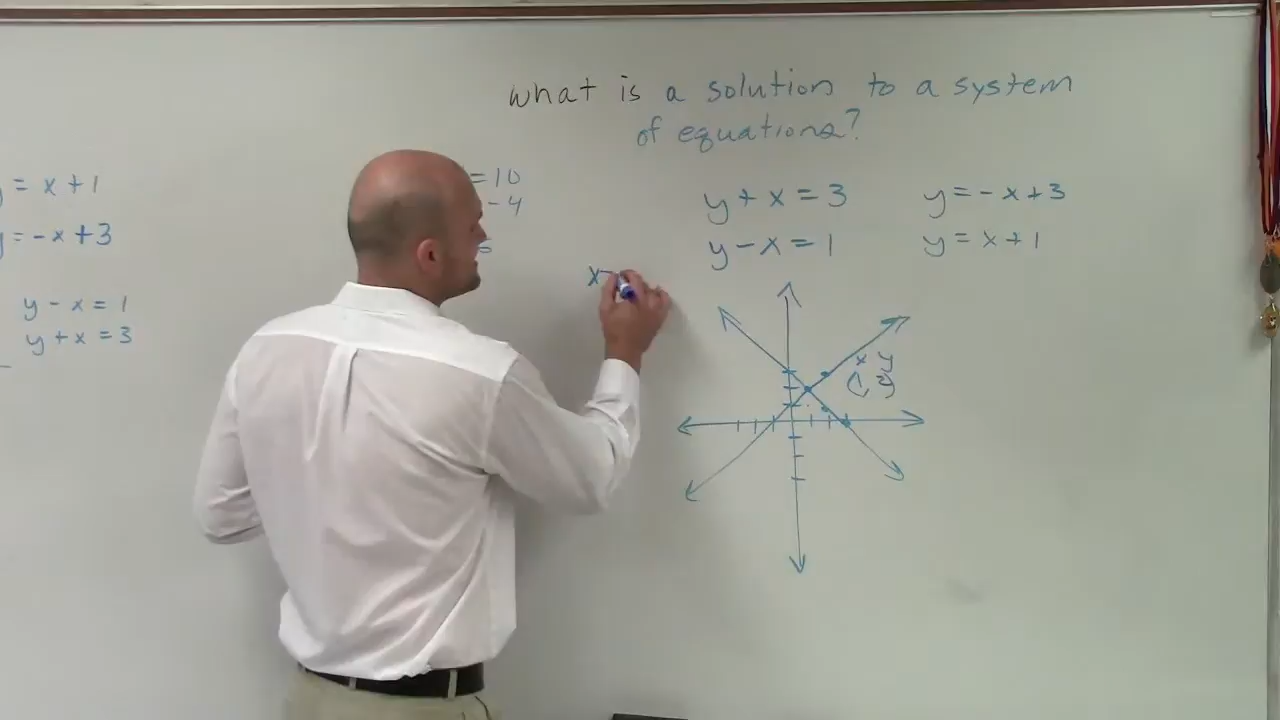 what is a solution to a system
of equations?
= x + 1
= -x + 3
y - x = 1
y + x = 3
= 10
- 4
y + x = 3
y - x = 1
y = -x + 3
y = x + 1
x
x y